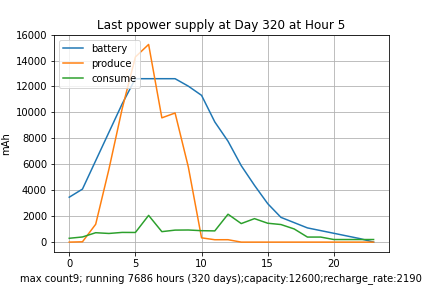 Last ppower supply at Day 320 at Hour 5
16000
14000
12000
10000
8000
6000
4000
2000
0
mAh
battery
produce
consume
0 5 10 15 20
max count9; running 7686 hours (320 days);capacity:12600;recharge_rate:2190